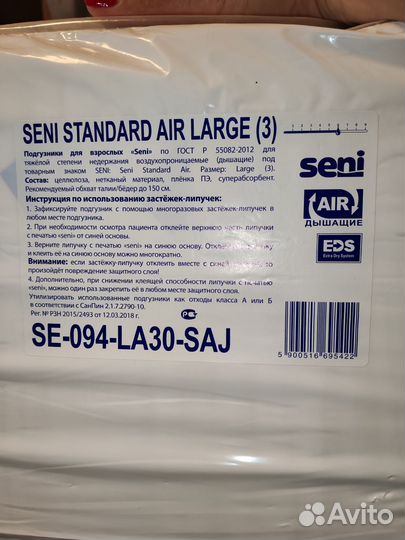 SENI STANDARD AIR LARGE (3)
Подгузники для взрослых «Seni» по ГОСТ Р 55082-2012 для
тяжёлой степени недержания воздухопроницаемые (дышащие) под
товарным знаком SENI: Seni Standard Air. Размер: Large (3).
Состав: целлюлоза, нетканый материал, плёнка ПЭ, суперабсорбент.
Рекомендуемый обхват талии/бёдер до 150 см.
Инструкция по использованию застёжек-липучек:
1. Зафиксируйте подгузник с помощью многоразовых застёжек-липучек в
любом месте подгузника.
2. При необходимости осмотра пациента отклейте верхнюю часть липучки
с печатью «seni» от синей основы.
3. Верните липучку с печатью «seni» на синюю основу. Отклеивать липучку
и клеить её на синюю основу можно многократно.
Внимание: если застёжку-липучку отклеить вместе с синей
произойдёт повреждение защитного слоя!
4. Дополнительно, при снижении клеящей способности липучки с печатью
«seni», можно один раз закрепить её в любом месте защитного слоя!
Утилизировать использованные подгузники как отходы класса А или Б
в соответствии с СанПин 2.1.7.2790-10.
Рег. № РЗН 2015/2493 от 12.03.2018 г.
SE-094-LA30-SAJ
seni
AIR
ДЫШАЩИЕ
EDS
Extra Dry System
5 900516 695422
Avito